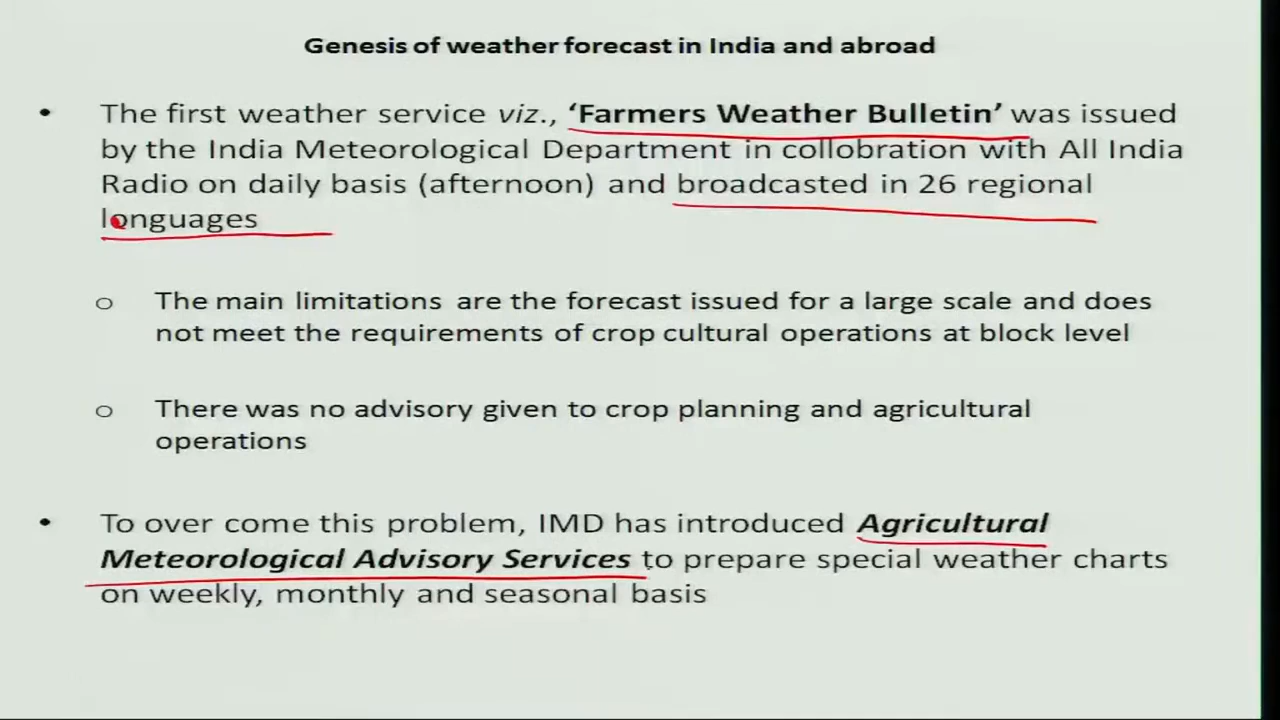 Genesis of weather forecast in India and abroad
• The first weather service viz., ‘Farmers Weather Bulletin’ was issued
by the India Meteorological Department in collobration with All India
Radio on daily basis (afternoon) and broadcasted in 26 regional
languages
o The main limitations are the forecast issued for a large scale and does
not meet the requirements of crop cultural operations at block level
o There was no advisory given to crop planning and agricultural
operations
• To over come this problem, IMD has introduced Agricultural
Meteorological Advisory Services to prepare special weather charts
on weekly, monthly and seasonal basis